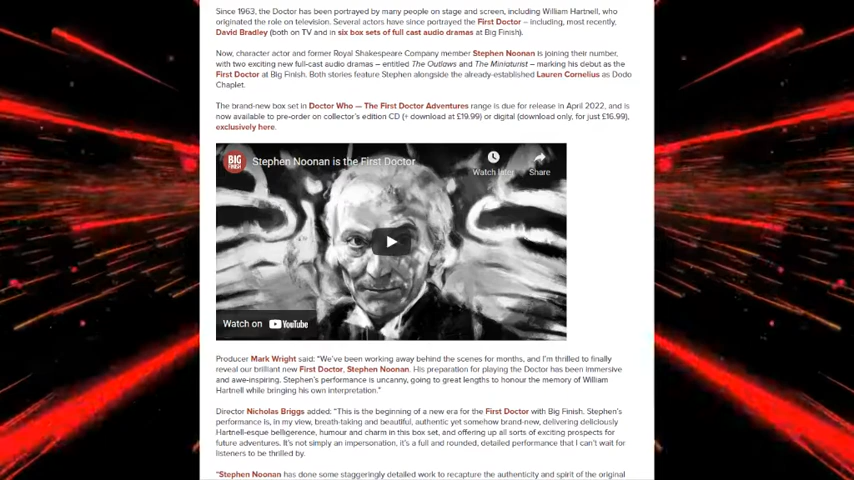 Since 1963, the Doctor has been portrayed by many people on stage and screen, including William Hartnell, who
originated the role on television. Several actors have since portrayed the First Doctor – including, most recently,
David Bradley (both on TV and in six box sets of full cast audio dramas at Big Finish).
Now, character actor and former Royal Shakespeare Company member Stephen Noonan is joining their number,
with two exciting new full-cast audio dramas – entitled The Outlaws and The Miniaturist – marking his debut as the
First Doctor at Big Finish. Both stories feature Stephen alongside the already-established Lauren Cornelius as Dodo
Chaplet.
The brand-new box set in Doctor Who — The First Doctor Adventures range is due for release in April 2022, and is
now available to pre-order on collector's edition CD (+ download at £19.99) or digital (download only, for just £16.99),
exclusively here.
BIG
FINISH
Stephen Noonan is the First Doctor
Watch later
Share
Watch on YouTube
Producer Mark Wright said: “We've been working away behind the scenes for months, and I'm thrilled to finally
reveal our brilliant new First Doctor, Stephen Noonan. His preparation for playing the Doctor has been immersive
and awe-inspiring. Stephen's performance is uncanny, going to great lengths to honour the memory of William
Hartnell while bringing his own interpretation.”
Director Nicholas Briggs added: “This is the beginning of a new era for the First Doctor with Big Finish. Stephen's
performance is, in my view, breath-taking and beautiful, authentic yet somehow brand-new, delivering deliciously
Hartnell-esque belligerence, humour and charm in this box set, and offering up all sorts of exciting prospects for
future adventures. It's not simply an impersonation, it's a full and rounded, detailed performance that I can't wait for
listeners to be thrilled by.
“Stephen Noonan has done some staggeringly detailed work to recapture the authenticity and spirit of the original